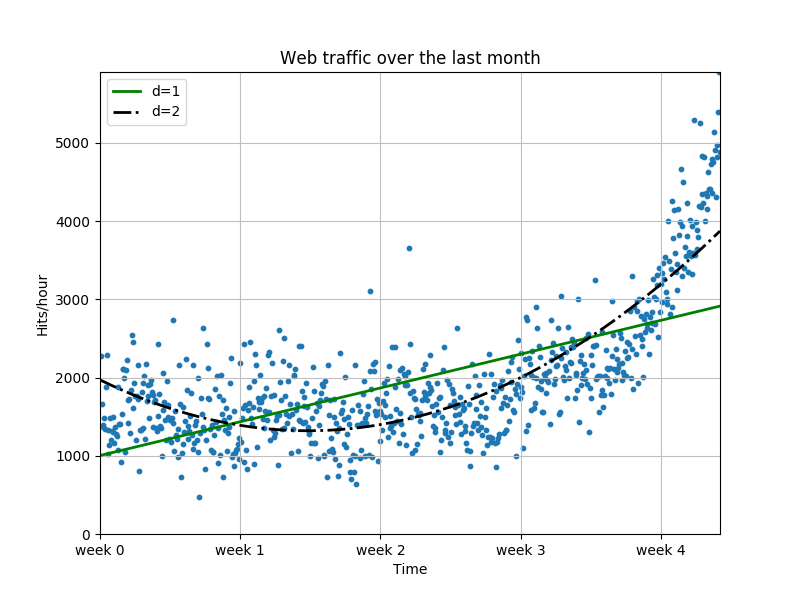 Web traffic over the last month
d=1
d=2
5000
4000
3000
2000
1000
0
Hits/hour
week 0 week 1 week 2 week 3 week 4
Time